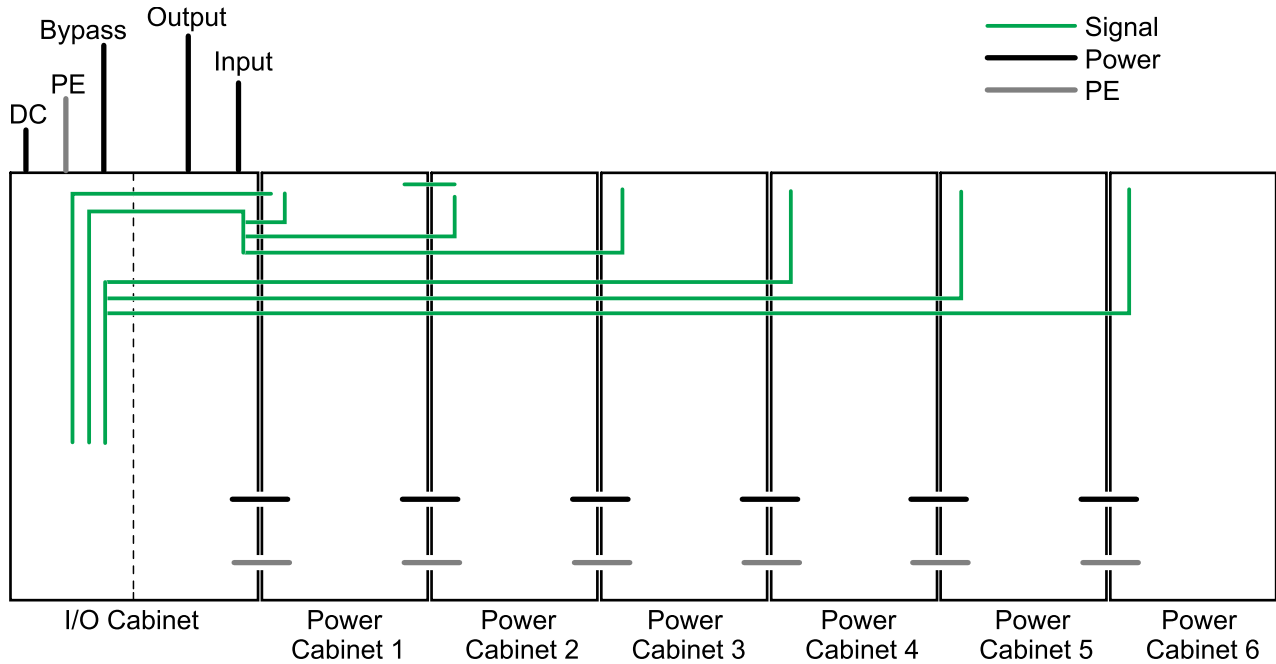 Output
Bypass
Input
PE
DC
Signal
Power
PE
I/O Cabinet
Power
Cabinet 1
Power
Cabinet 2
Power
Cabinet 3
Power
Cabinet 4
Power
Cabinet 5
Power
Cabinet 6